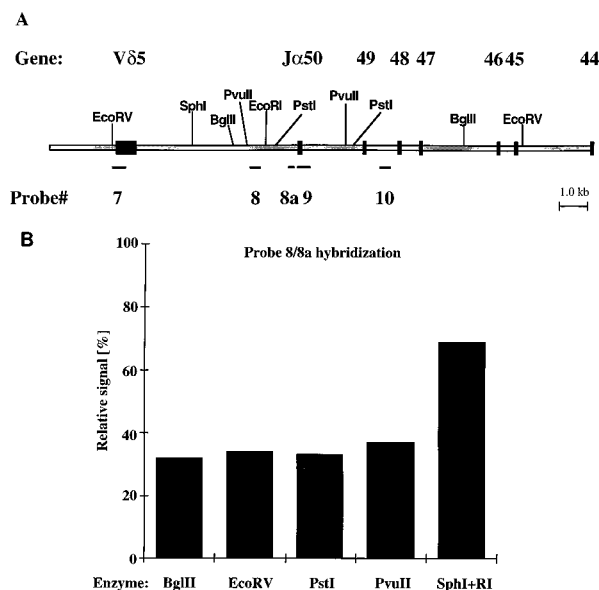 A
Gene: Vδ5 Jα50 49 48 47 46 45 44
EcoRV SphI BglII PvuII EcoRI PstI PvuII PstI BglII EcoRV
Probe# 7 8 8a 9 10 1.0 kb
B
Probe 8/8a hybridization
Relative signal [%]
100
80
60
40
20
0
Enzyme: BglII EcoRV PstI PvuII SphI+RI